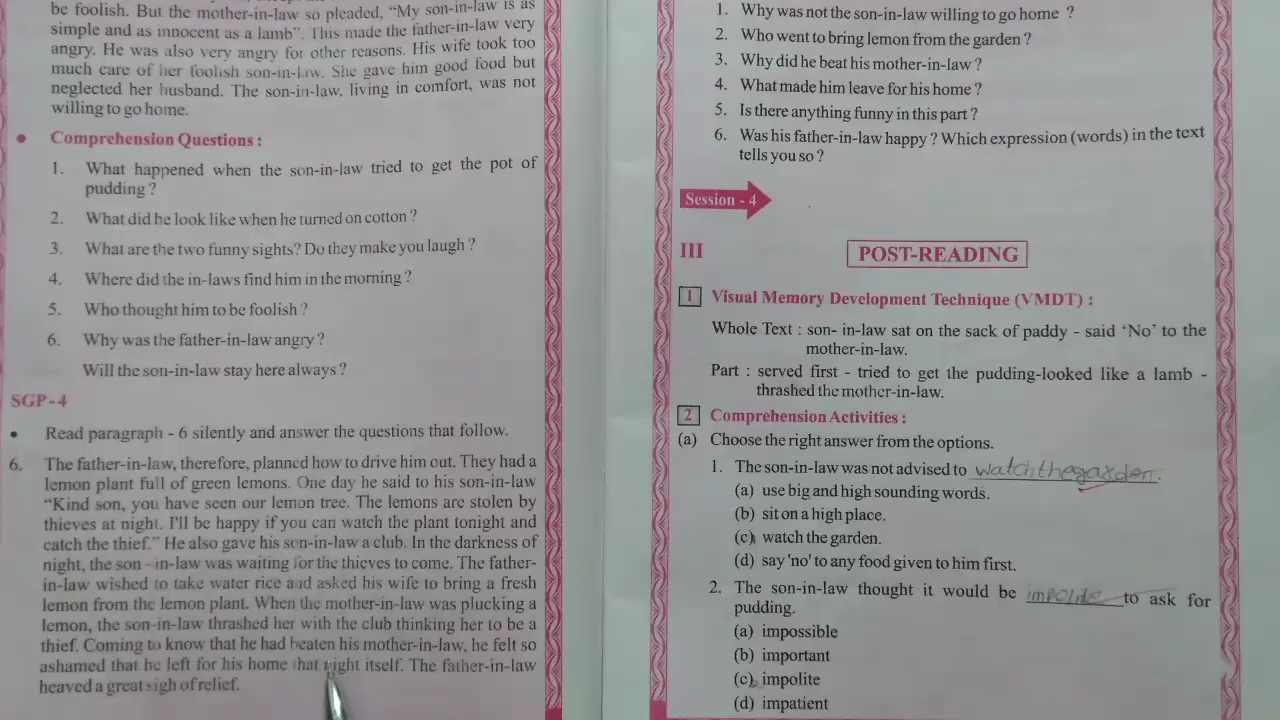 be foolish. But the mother-in-law so pleaded, “My son-in-law is as
simple and as innocent as a lamb”. This made the father-in-law very
angry. He was also very angry for other reasons. His wife took too
much care of her foolish son-in-law. She gave him good food but
neglected her husband. The son-in-law, living in comfort, was not
willing to go home.
• Comprehension Questions :
1. What happened when the son-in-law tried to get the pot of
pudding ?
2. What did he look like when he turned on cotton ?
3. What are the two funny sights? Do they make you laugh ?
4. Where did the in-laws find him in the morning ?
5. Who thought him to be foolish ?
6. Why was the father-in-law angry ?
Will the son-in-law stay here always ?
SGP - 4
• Read paragraph - 6 silently and answer the questions that follow.
6. The father-in-law, therefore, planned how to drive him out. They had a
lemon plant full of green lemons. One day he said to his son-in-law
“Kind son, you have seen our lemon tree. The lemons are stolen by
thieves at night. I'll be happy if you can watch the plant tonight and
catch the thief.” He also gave his son-in-law a club. In the darkness of
night, the son - in-law was waiting for the thieves to come. The father-
in-law wished to take water rice and asked his wife to bring a fresh
lemon from the lemon plant. When the mother-in-law was plucking a
lemon, the son-in-law thrashed her with the club thinking her to be a
thief. Coming to know that he had beaten his mother-in-law, he felt so
ashamed that he left for his home that night itself. The father-in-law
heaved a great sigh of relief.
1. Why was not the son-in-law willing to go home ?
2. Who went to bring lemon from the garden ?
3. Why did he beat his mother-in-law ?
4. What made him leave for his home ?
5. Is there anything funny in this part ?
6. Was his father-in-law happy ? Which expression (words) in the text
tells you so ?
Session - 4
III POST-READING
1 Visual Memory Development Technique (VMDT) :
Whole Text : son- in-law sat on the sack of paddy - said ‘No’ to the
mother-in-law.
Part : served first - tried to get the pudding-looked like a lamb -
thrashed the mother-in-law.
2 Comprehension Activities :
(a) Choose the right answer from the options.
1. The son-in-law was not advised to watch the garden.
(a) use big and high sounding words.
(b) sit on a high place.
(c) watch the garden.
(d) say 'no' to any food given to him first.
2. The son-in-law thought it would be impolite to ask for
pudding.
(a) impossible
(b) important
(c) impolite
(d) impatient